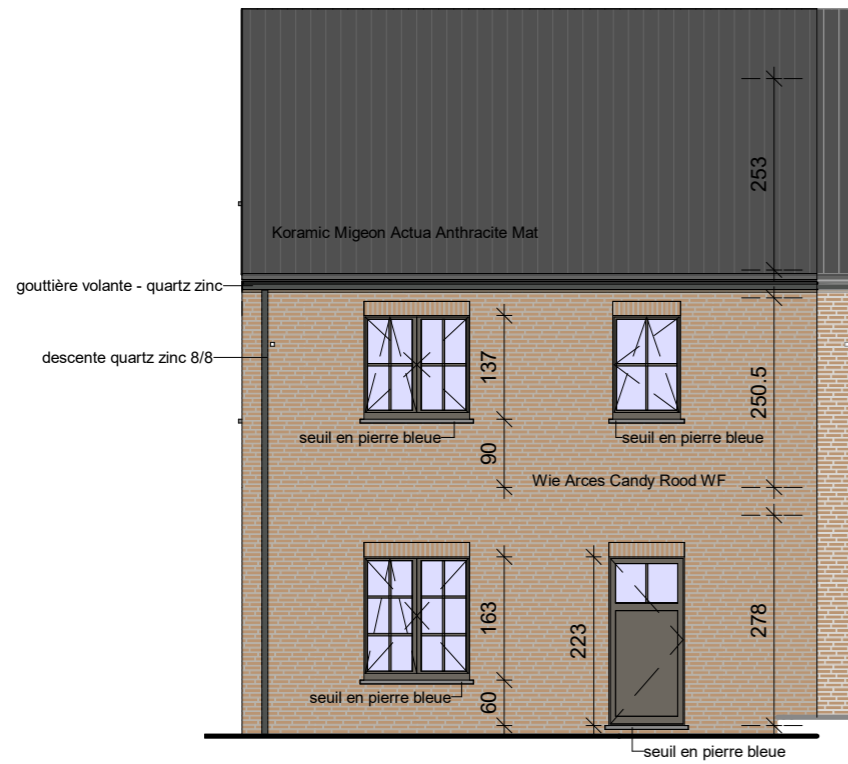 253
Koramic Migeon Actua Anthracite Mat
gouttière volante - quartz zinc
descente quartz zinc 8/8
137
250.5
seuil en pierre bleue
seuil en pierre bleue
90
Wie Arces Candy Rood WF
163
223
278
seuil en pierre bleue
60
seuil en pierre bleue